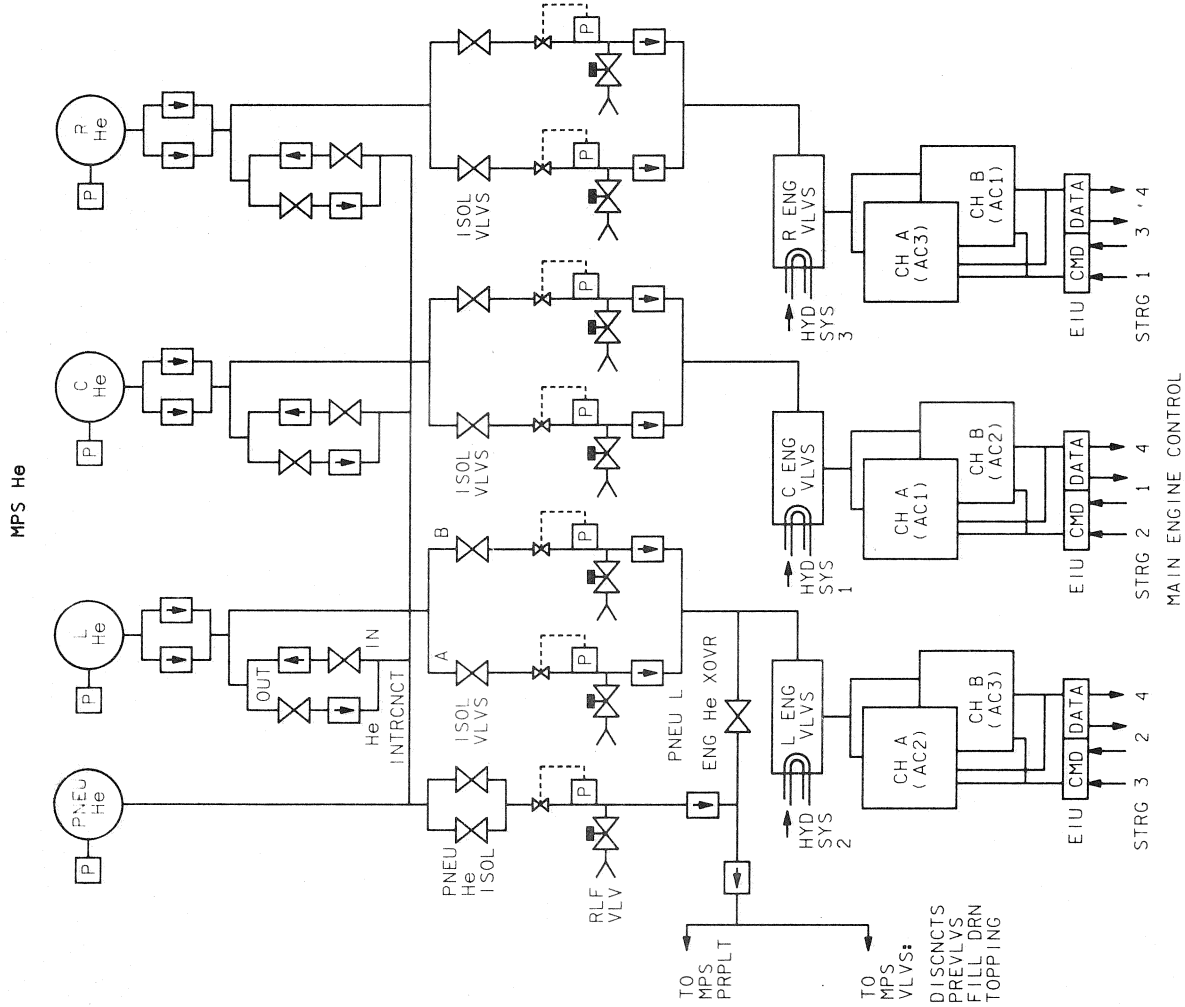 MPS He
P
PNEU
He
P
L
He
P
C
He
P
R
He
OUT
IN
He
INTRCNCT
PNEU
He
ISOL
A
B
ISOL
VLVS
ISOL
VLVS
ISOL
VLVS
P
P
P
P
P
P
P
RLF
VLV
PNEU L
ENG He XOVR
TO
MPS
PRPLT
TO
MPS
VLVS:
DISCNCTS
PREVLVS
FILL DRN
TOPPING
HYD
SYS
2
L ENG
VLVS
HYD
SYS
1
C ENG
VLVS
HYD
SYS
3
R ENG
VLVS
CH A
(AC2)
CH B
(AC3)
CH A
(AC1)
CH B
(AC2)
CH A
(AC3)
CH B
(AC1)
EIU CMD DATA
EIU CMD DATA
EIU CMD DATA
STRG 3 2 4
STRG 2 1 4
STRG 1 3 '4
MAIN ENGINE CONTROL